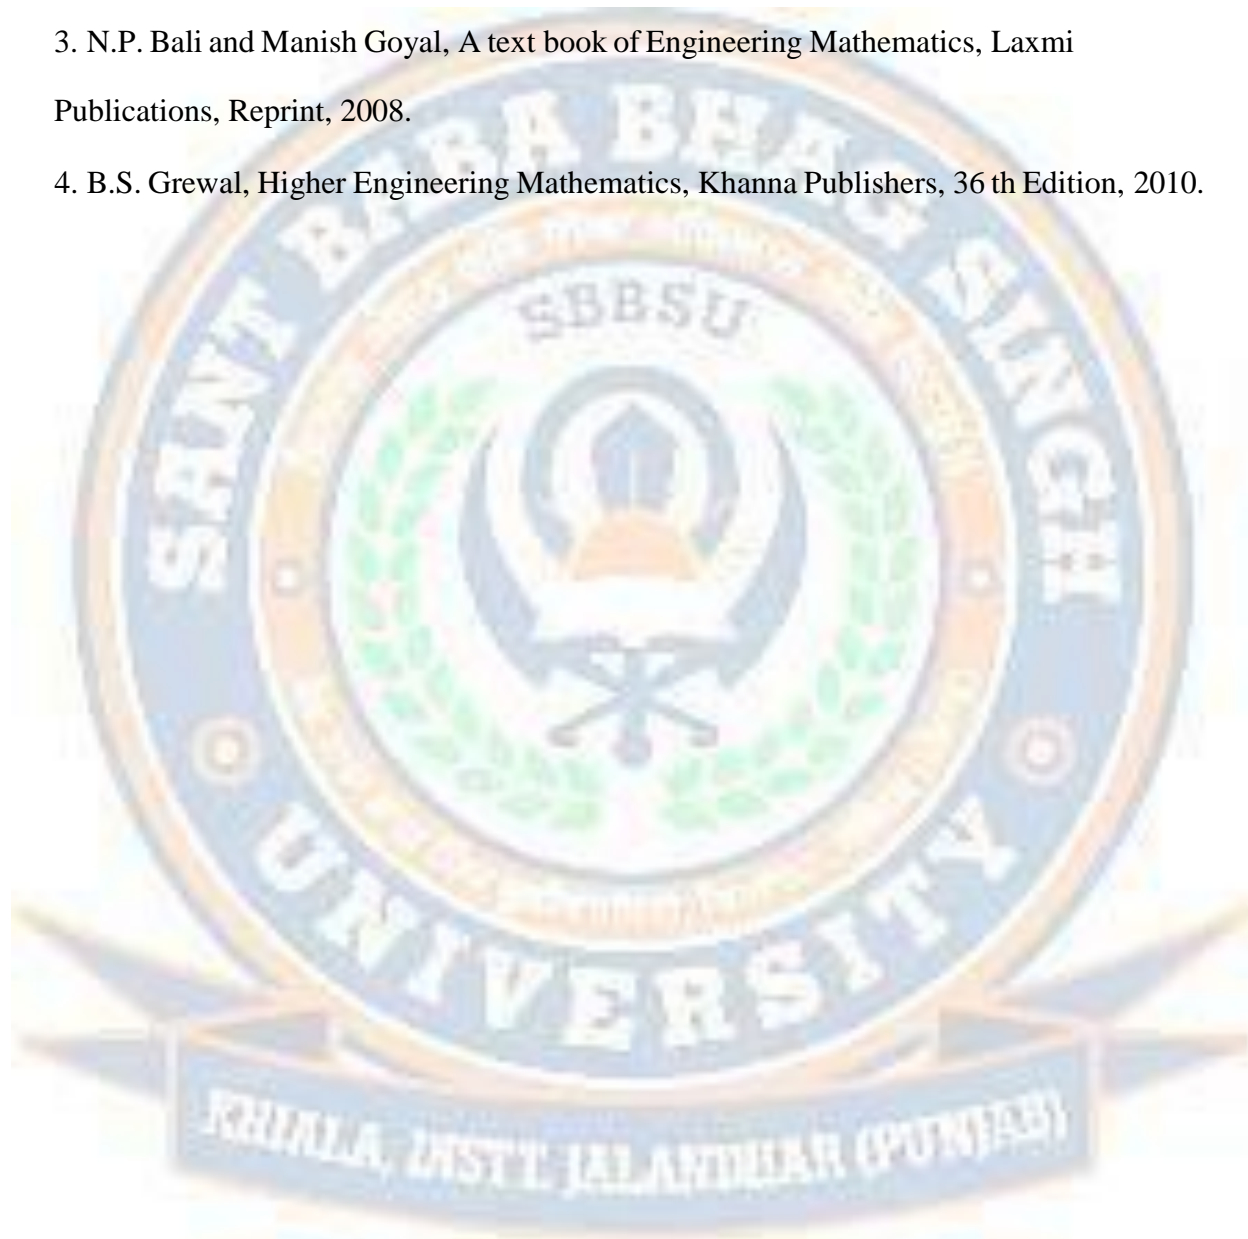 3. N.P. Bali and Manish Goyal, A text book of Engineering Mathematics, Laxmi
Publications, Reprint, 2008.
4. B.S. Grewal, Higher Engineering Mathematics, Khanna Publishers, 36 th Edition, 2010.
SANT BABA BHAG SINGH
SBBSU
UNIVERSITY
KHIALA, DISTT. JALANDHAR (PUNJAB)